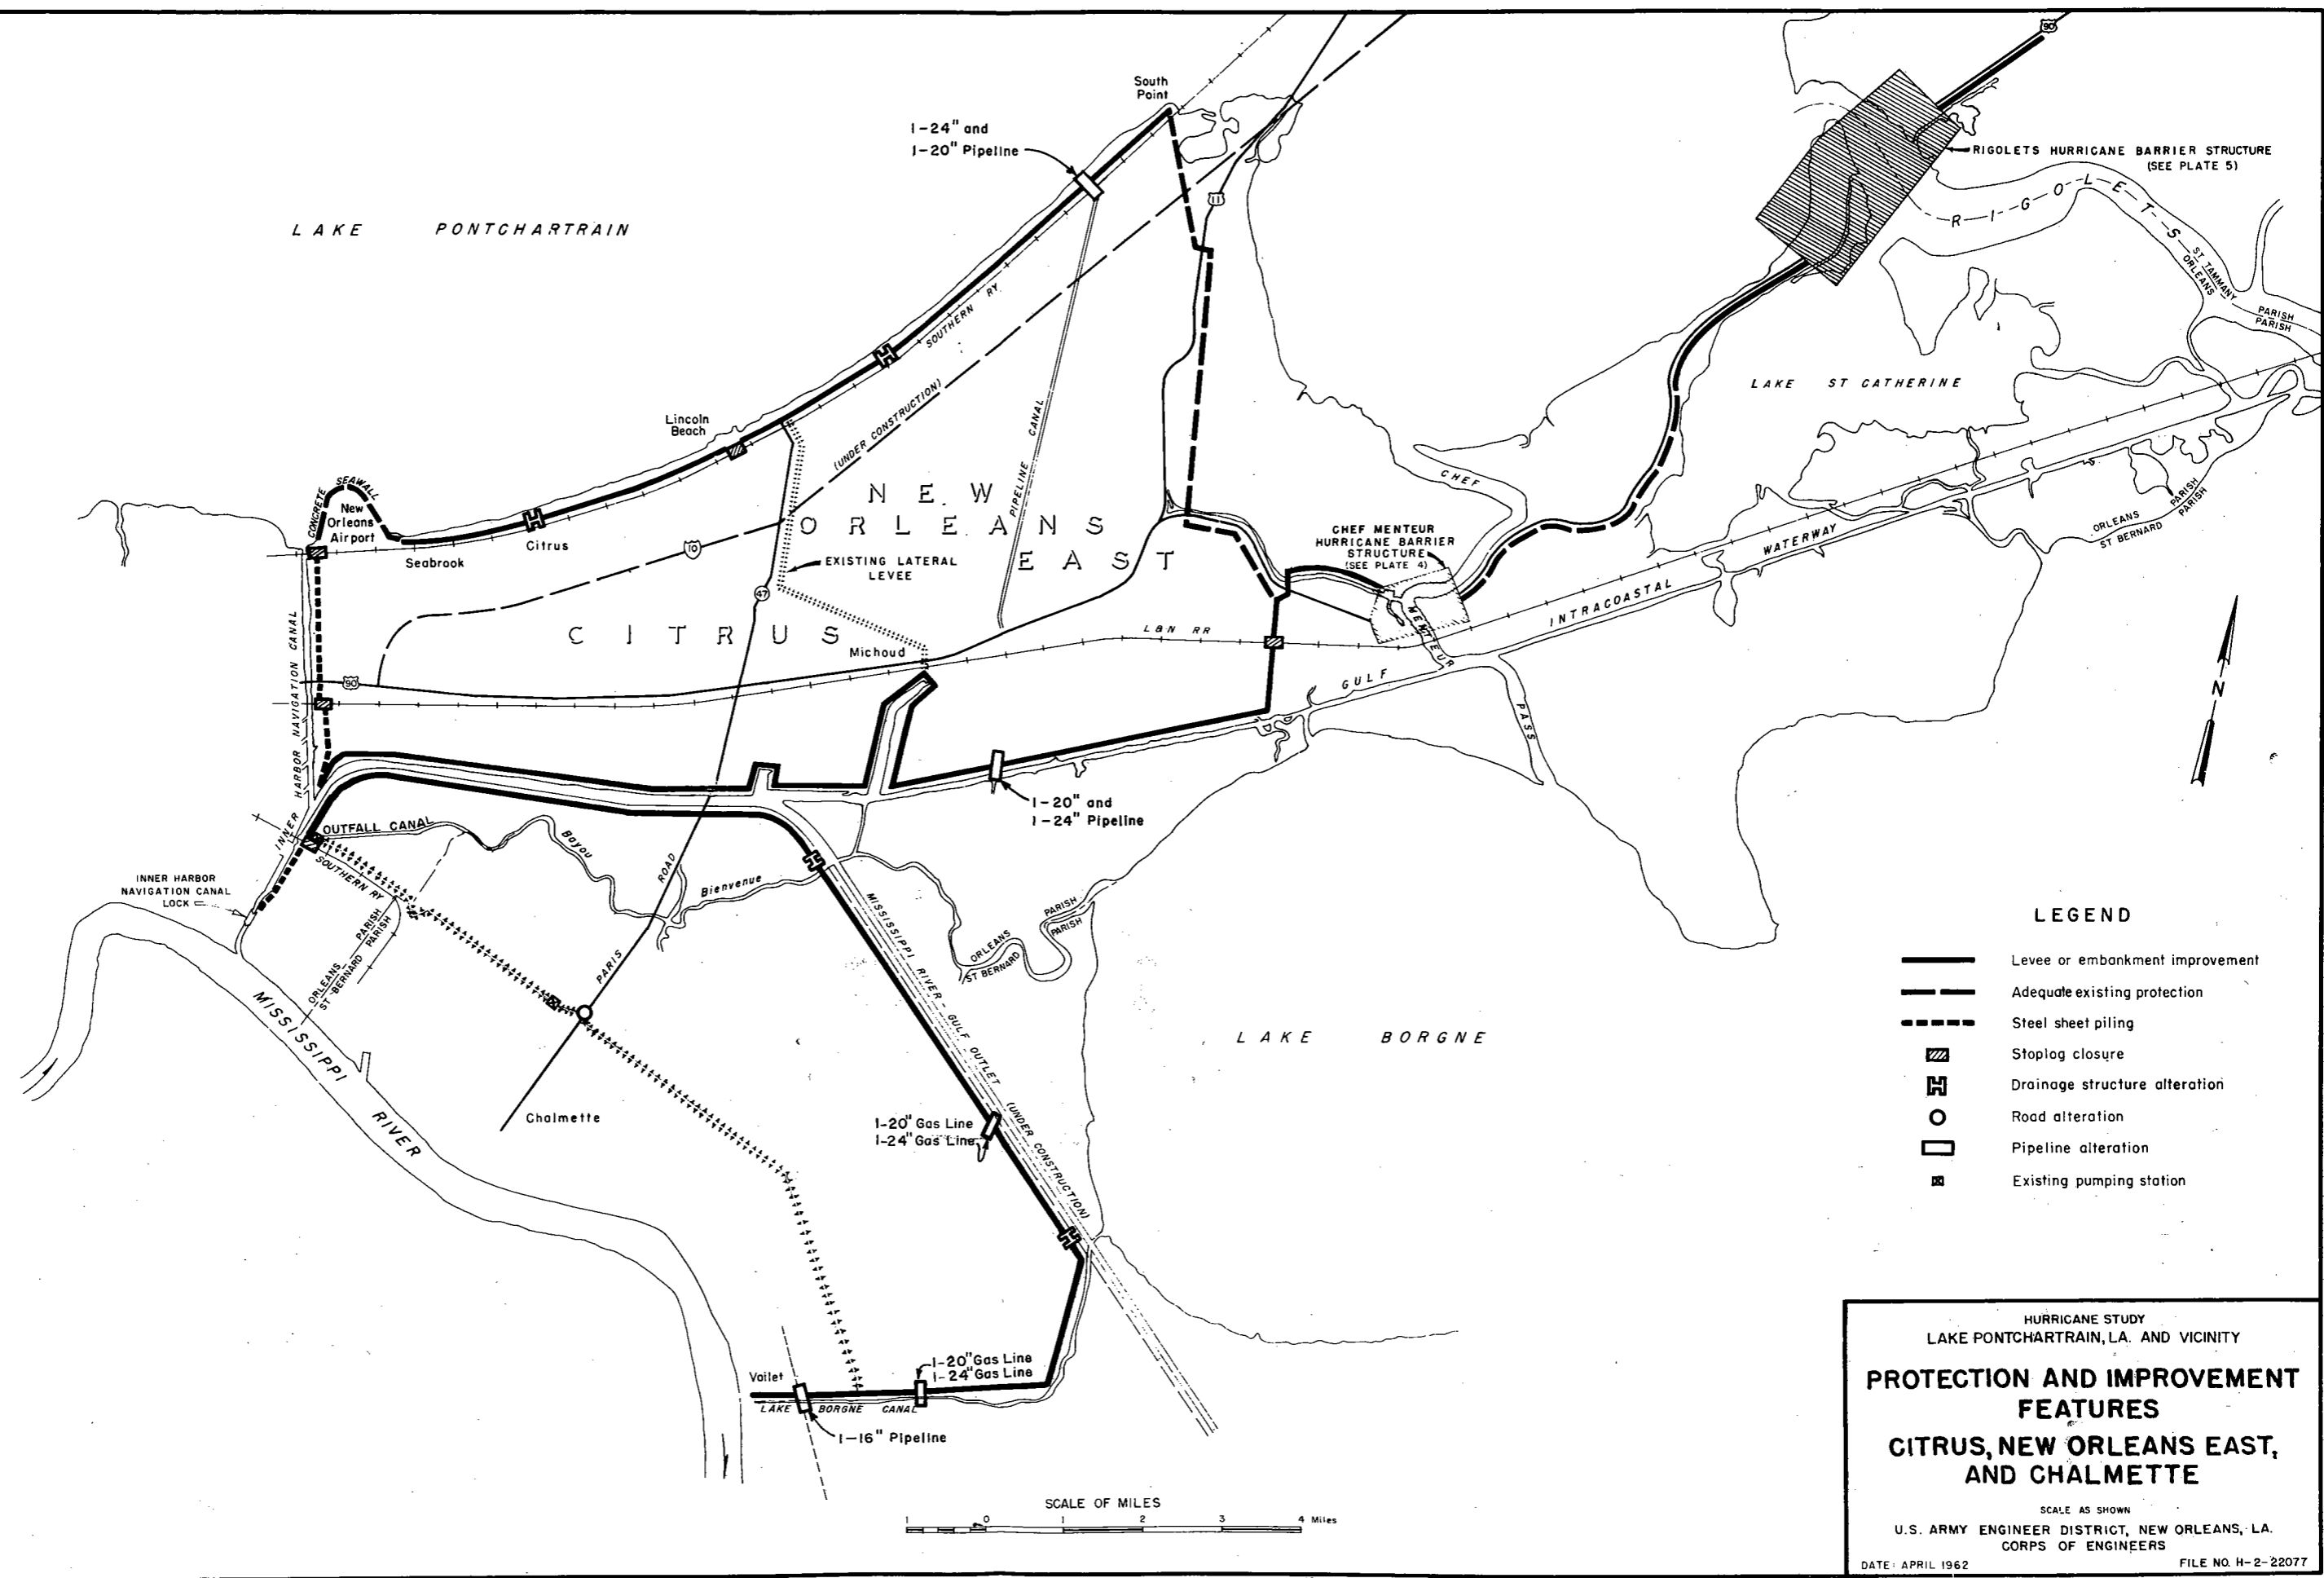 90
South
Point
1-24" and
1-20" Pipeline
RIGOLETS HURRICANE BARRIER STRUCTURE
(SEE PLATE 5)
RIGOLETS
11
LAKE PONTCHARTRAIN
ST TAMMANY PARISH
ORLEANS PARISH
SOUTHERN RY
(UNDER CONSTRUCTION)
LAKE ST CATHERINE
Lincoln
Beach
PIPELINE CANAL
CONCRETE SEAWALL
New
Orleans
Airport
Seabrook
Citrus
10
NEW
ORLEANS
EAST
EXISTING LATERAL
LEVEE
47
CHEF MENTEUR PASS
CHEF MENTEUR
HURRICANE BARRIER
STRUCTURE
(SEE PLATE 4)
ORLEANS PARISH
ST BERNARD PARISH
GULF INTRACOASTAL WATERWAY
INNER HARBOR NAVIGATION CANAL
CITRUS
Michoud
L&N RR
90
N
1-20" and
1-24" Pipeline
OUTFALL CANAL
SOUTHERN RY
Bayou Bienvenue
PARIS ROAD
INNER HARBOR
NAVIGATION CANAL
LOCK
ORLEANS PARISH
ST BERNARD PARISH
ORLEANS PARISH
ST BERNARD PARISH
MISSISSIPPI RIVER - GULF OUTLET (UNDER CONSTRUCTION)
MISSISSIPPI RIVER
LAKE BORGNE
Chalmette
1-20" Gas Line
1-24" Gas Line
Voilet
1-20" Gas Line
1-24" Gas Line
LAKE BORGNE CANAL
1-16" Pipeline
LEGEND
Levee or embankment improvement
Adequate existing protection
Steel sheet piling
Stoplog closure
Drainage structure alteration
Road alteration
Pipeline alteration
Existing pumping station
SCALE OF MILES
1 0 1 2 3 4 Miles
HURRICANE STUDY
LAKE PONTCHARTRAIN, LA. AND VICINITY
PROTECTION AND IMPROVEMENT
FEATURES
CITRUS, NEW ORLEANS EAST,
AND CHALMETTE
SCALE AS SHOWN
U.S. ARMY ENGINEER DISTRICT, NEW ORLEANS, LA.
CORPS OF ENGINEERS
DATE: APRIL 1962 FILE NO. H-2-22077